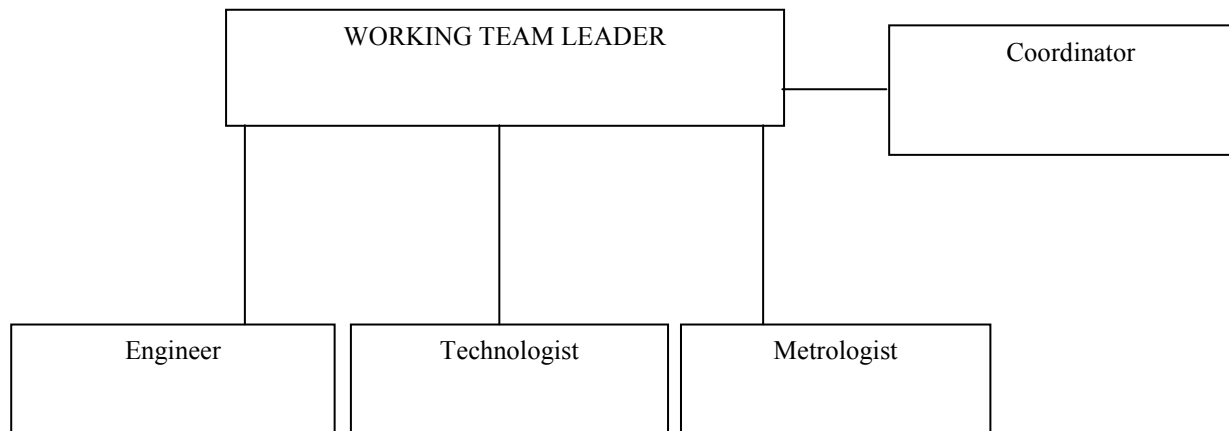 WORKING TEAM LEADER
Coordinator
Engineer
Technologist
Metrologist